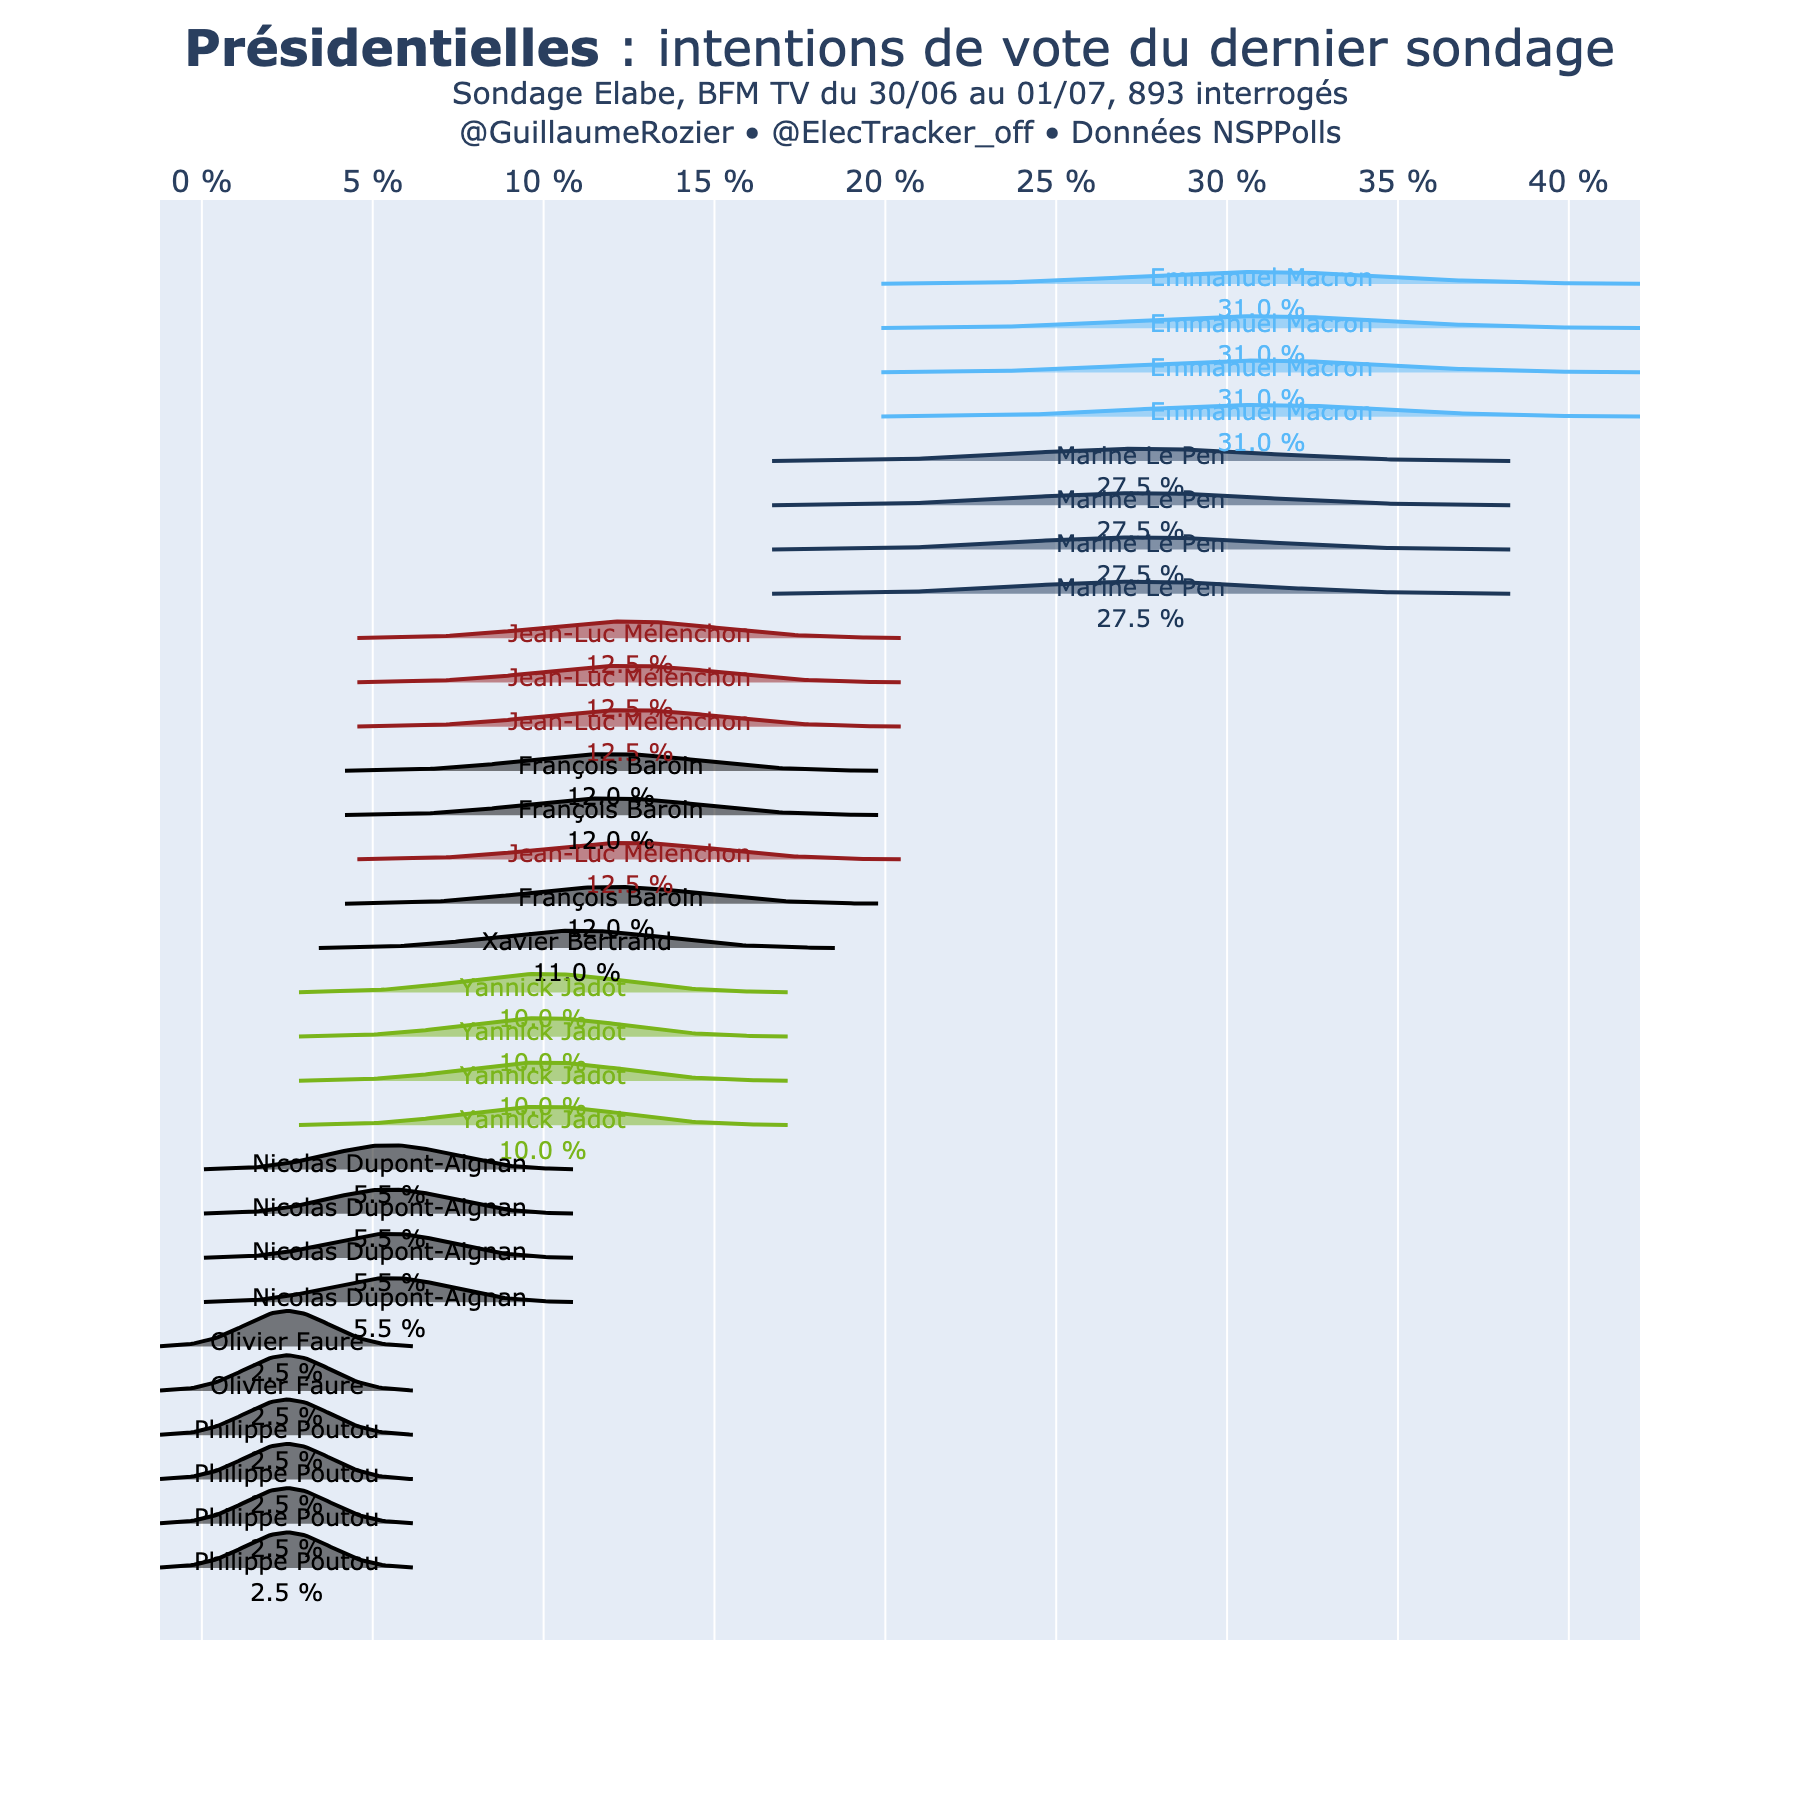 Présidentielles : intentions de vote du dernier sondage
Sondage Elabe, BFM TV du 30/06 au 01/07, 893 interrogés
@GuillaumeRozier • @ElecTracker_off • Données NSPPolls
0 % 5 % 10 % 15 % 20 % 25 % 30 % 35 % 40 %
Emmanuel Macron
31.0 %
Emmanuel Macron
31.0 %
Emmanuel Macron
31.0 %
Emmanuel Macron
31.0 %
Marine Le Pen
27.5 %
Marine Le Pen
27.5 %
Marine Le Pen
27.5 %
Marine Le Pen
27.5 %
Jean-Luc Mélenchon
12.5 %
Jean-Luc Mélenchon
12.5 %
Jean-Luc Mélenchon
12.5 %
François Baroin
12.0 %
François Baroin
12.0 %
Jean-Luc Mélenchon
12.5 %
François Baroin
12.0 %
Xavier Bertrand
11.0 %
Yannick Jadot
10.0 %
Yannick Jadot
10.0 %
Yannick Jadot
10.0 %
Yannick Jadot
10.0 %
Nicolas Dupont-Aignan
5.5 %
Nicolas Dupont-Aignan
5.5 %
Nicolas Dupont-Aignan
5.5 %
Nicolas Dupont-Aignan
5.5 %
Olivier Faure
2.5 %
Olivier Faure
2.5 %
Philippe Poutou
2.5 %
Philippe Poutou
2.5 %
Philippe Poutou
2.5 %
Philippe Poutou
2.5 %